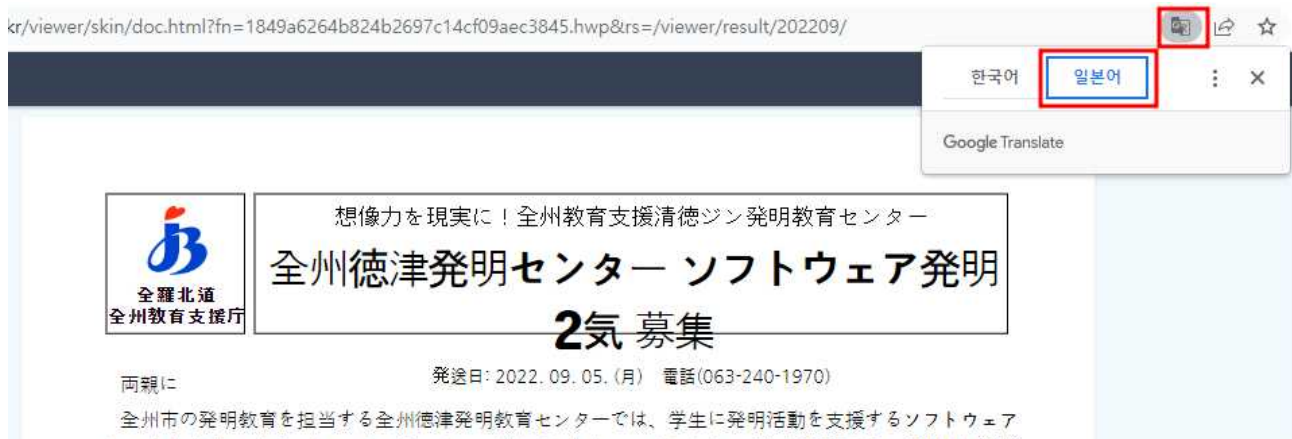 kr/viewer/skin/doc.html?fn=1849a6264b824b2697c14cf09aec3845.hwp&rs=/viewer/result/202209/
한국어 일본어
Google Translate
想像力を現実に！全州教育支援清徳ジン発明教育センター
全州徳津発明センター ソフトウェア発明
2気 募集
全羅北道
全州教育支援庁
両親に
発送日: 2022. 09. 05. (月) 電話(063-240-1970)
全州市の発明教育を担当する全州徳津発明教育センターでは、学生に発明活動を支援するソフトウェア